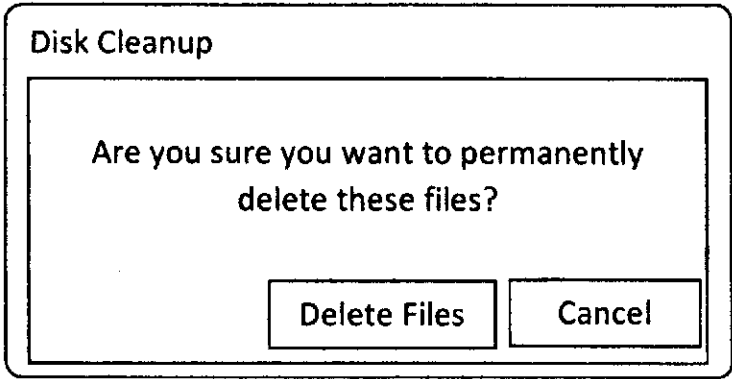 Disk Cleanup
Are you sure you want to permanently
delete these files?
Delete Files
Cancel